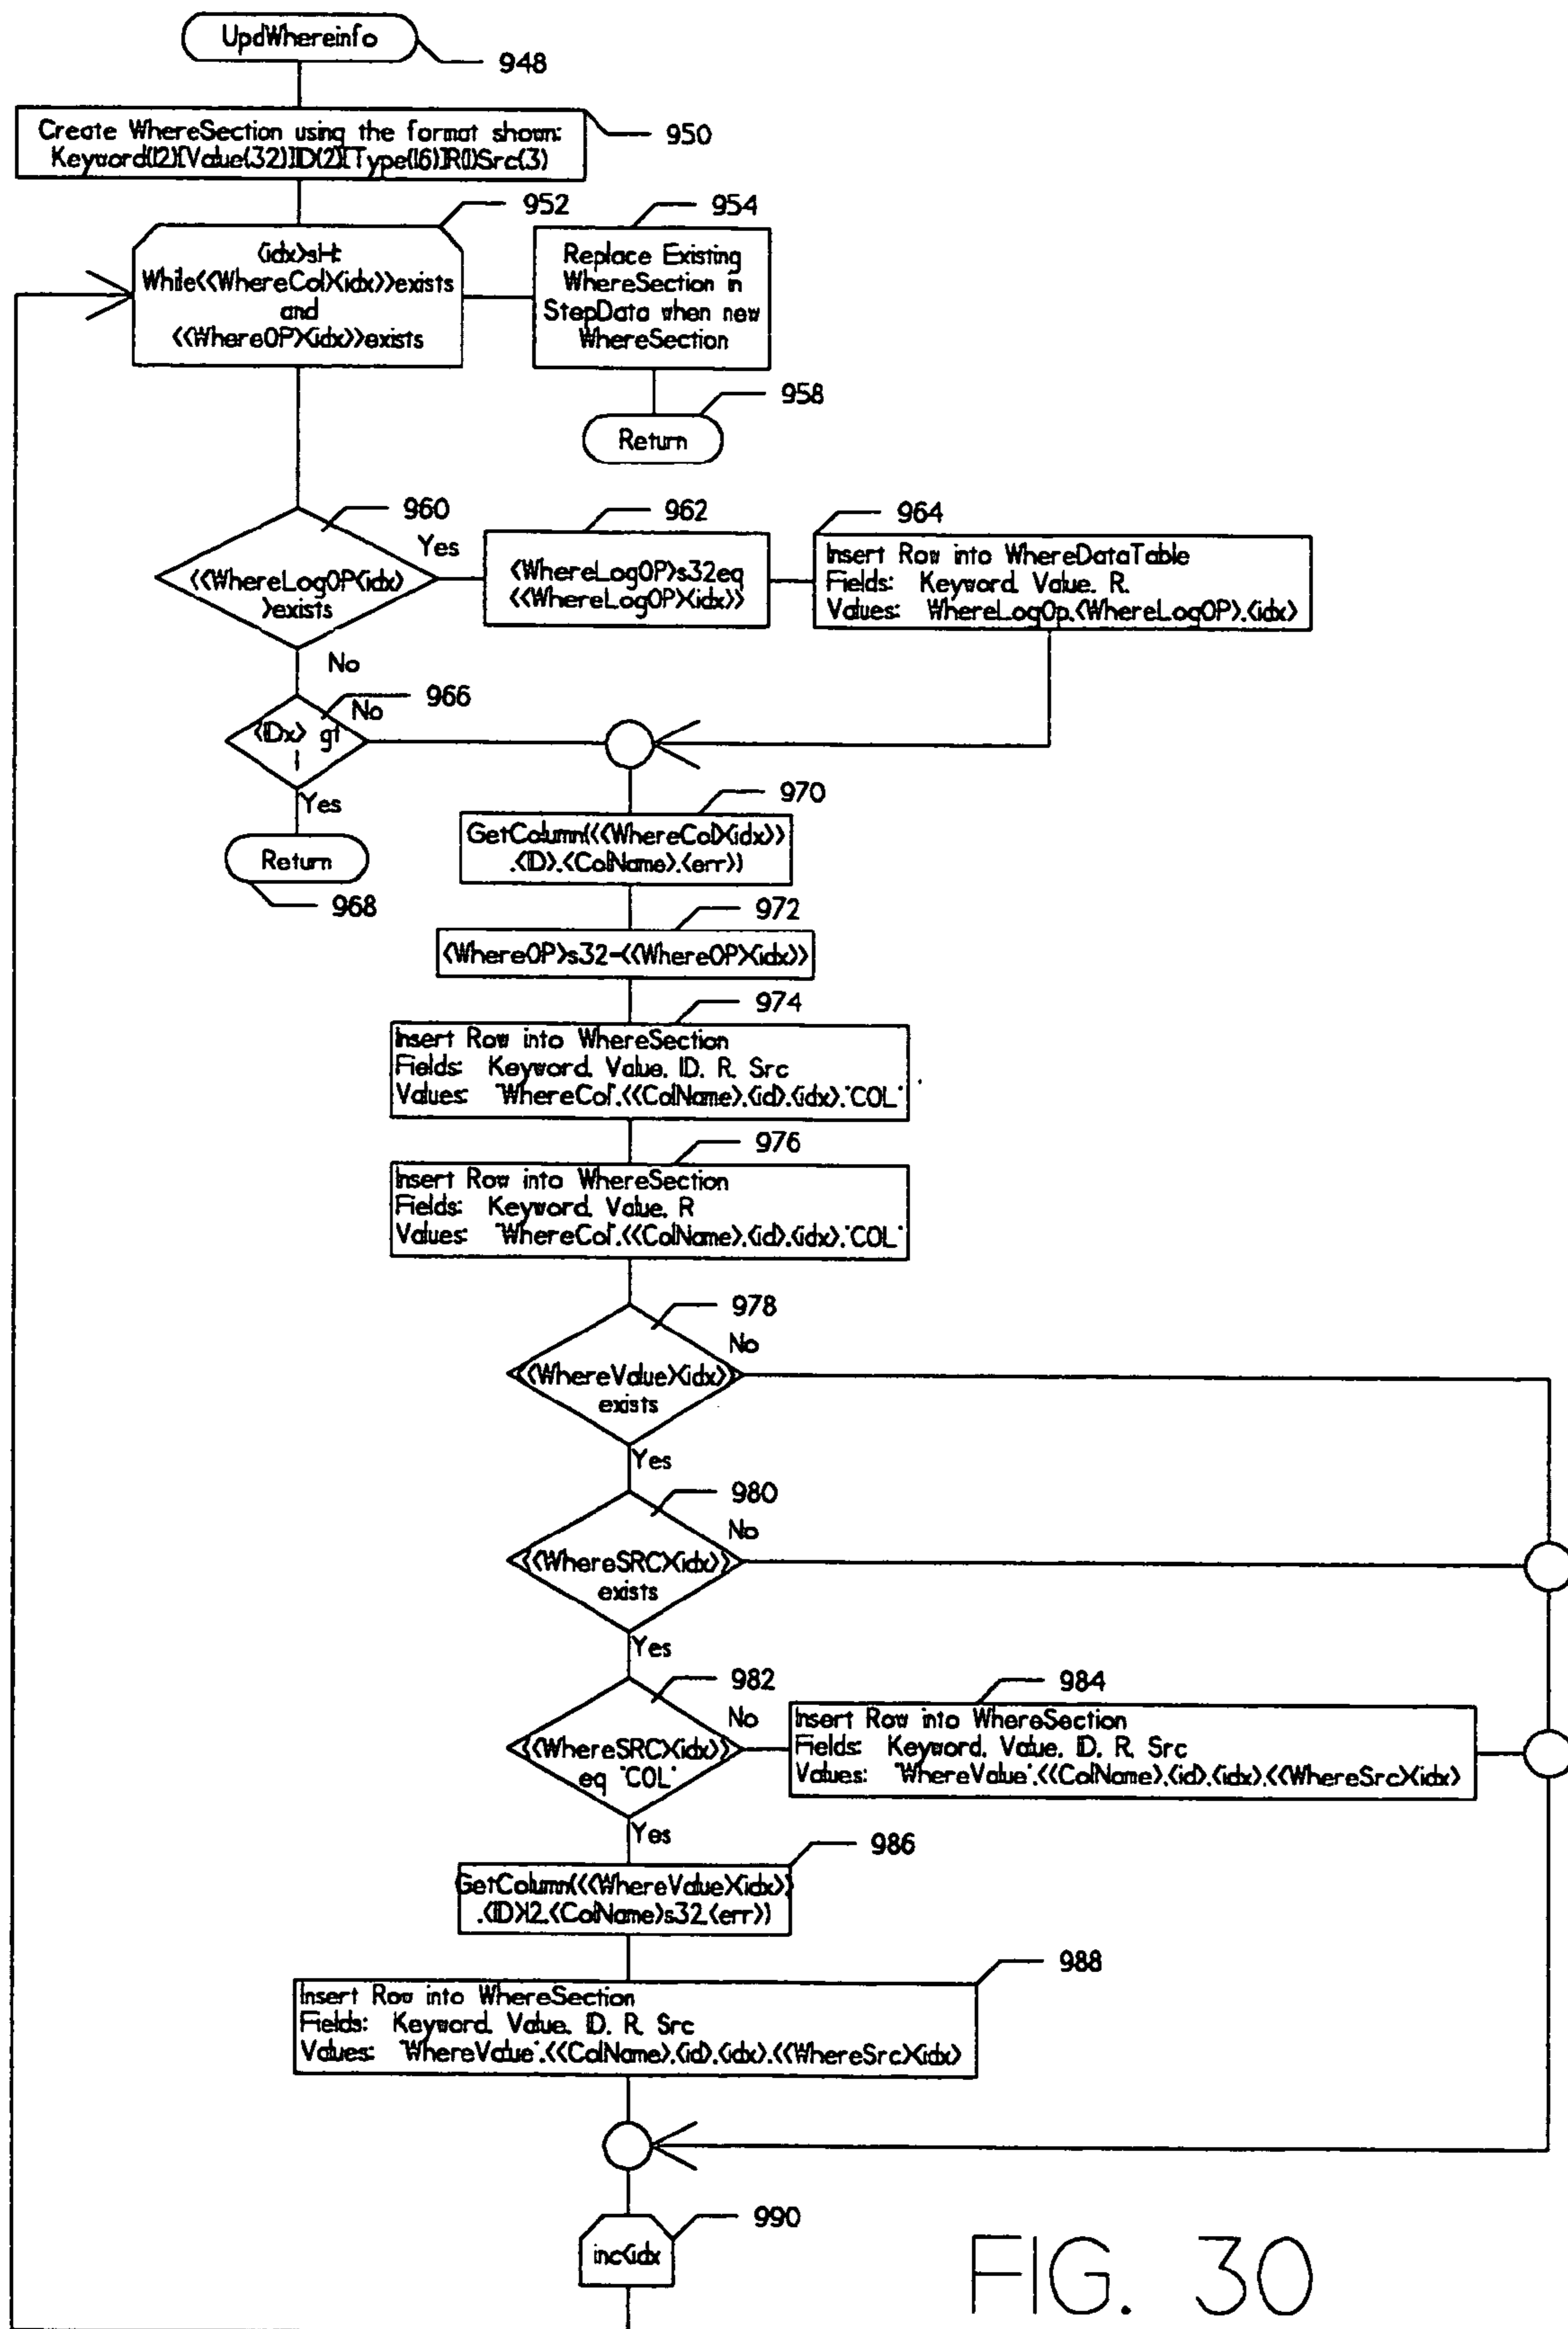 UpdWhereinfo
948
Create WhereSection using the format shown:
950
Keyword(12)[Value(32)]ID(2)[Type(16)]R(1)Src(3)
952
954
While<<WhereCol><idx>>exists
and
<<WhereOP><idx>>exists
Replace Existing
WhereSection in
StepData when new
WhereSection
958
Return
960
Yes
<<WhereLogOP<idx>
>exists
962
<WhereLogOP>s32eq
<<WhereLogOP><idx>>
964
Insert Row into WhereDataTable
Fields: Keyword, Value, R.
Values: WhereLogOp,<WhereLogOP>,<idx>
No
966
No
<IDx> gt
1
Yes
Return
968
970
GetColumn(<<WhereCol><idx>>
,<ID>,<ColName>,<err>)
972
<WhereOP>s32=<<WhereOP><idx>>
974
Insert Row into WhereSection
Fields: Keyword, Value, ID, R, Src
Values: 'WhereCol',<<ColName>,<id>,<idx>,'COL'
976
Insert Row into WhereSection
Fields: Keyword, Value, R
Values: 'WhereCol',<<ColName>,<id>,<idx>,'COL'
978
No
<<WhereValue><idx>>
exists
Yes
980
No
<<WhereSRC><idx>>
exists
Yes
982
No
<<WhereSRC><idx>>
eq 'COL'
984
Insert Row into WhereSection
Fields: Keyword, Value, ID, R, Src
Values: 'WhereValue',<<ColName>,<id>,<idx>,<<WhereSrc><idx>
Yes
986
GetColumn(<<WhereValue><idx>>
,<ID>I2,<ColName>s32,<err>)
988
Insert Row into WhereSection
Fields: Keyword, Value, ID, R, Src
Values: 'WhereValue',<<ColName>,<id>,<idx>,<<WhereSrc><idx>
990
inc<idx
FIG. 30